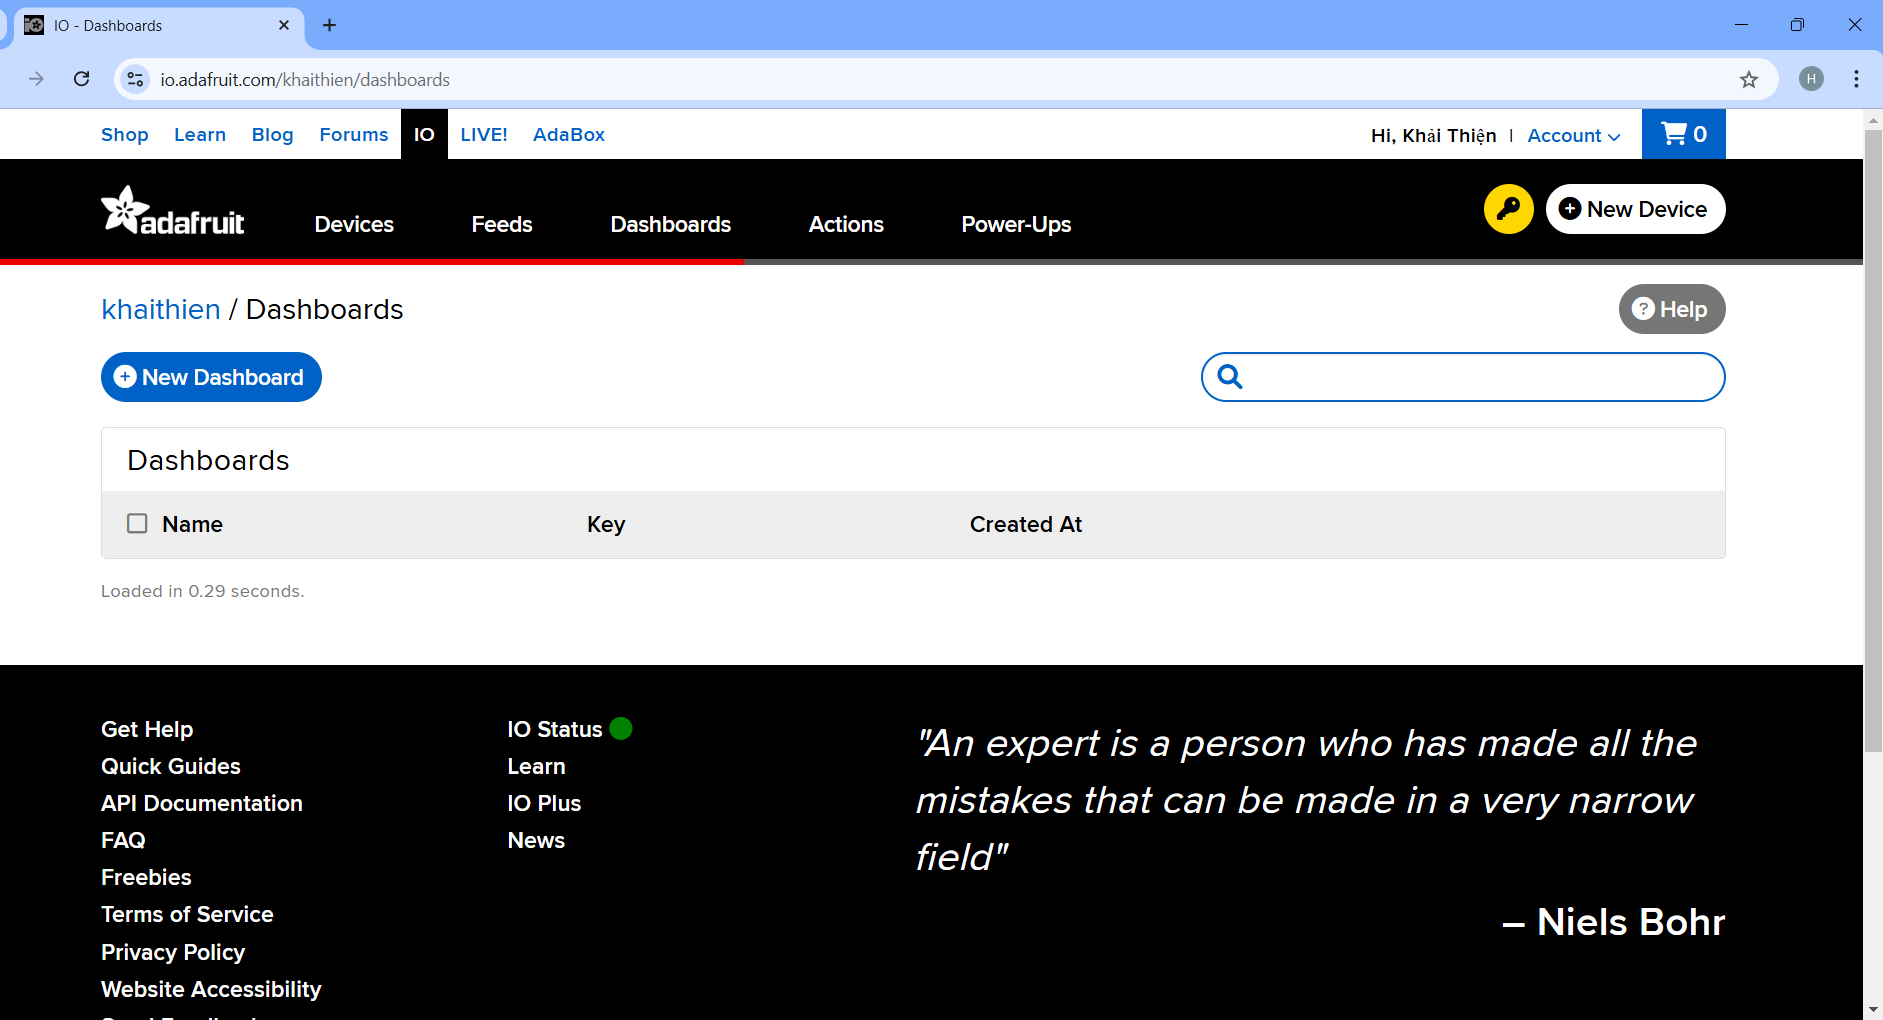 IO - Dashboards
io.adafruit.com/khaithien/dashboards
H
Shop Learn Blog Forums IO LIVE! AdaBox
Hi, Khải Thiện | Account
0
adafruit
Devices Feeds Dashboards Actions Power-Ups
New Device
khaithien / Dashboards
Help
New Dashboard
Dashboards
Name Key Created At
Loaded in 0.29 seconds.
Get Help
Quick Guides
API Documentation
FAQ
Freebies
Terms of Service
Privacy Policy
Website Accessibility
IO Status
Learn
IO Plus
News
"An expert is a person who has made all the
mistakes that can be made in a very narrow
field"
– Niels Bohr